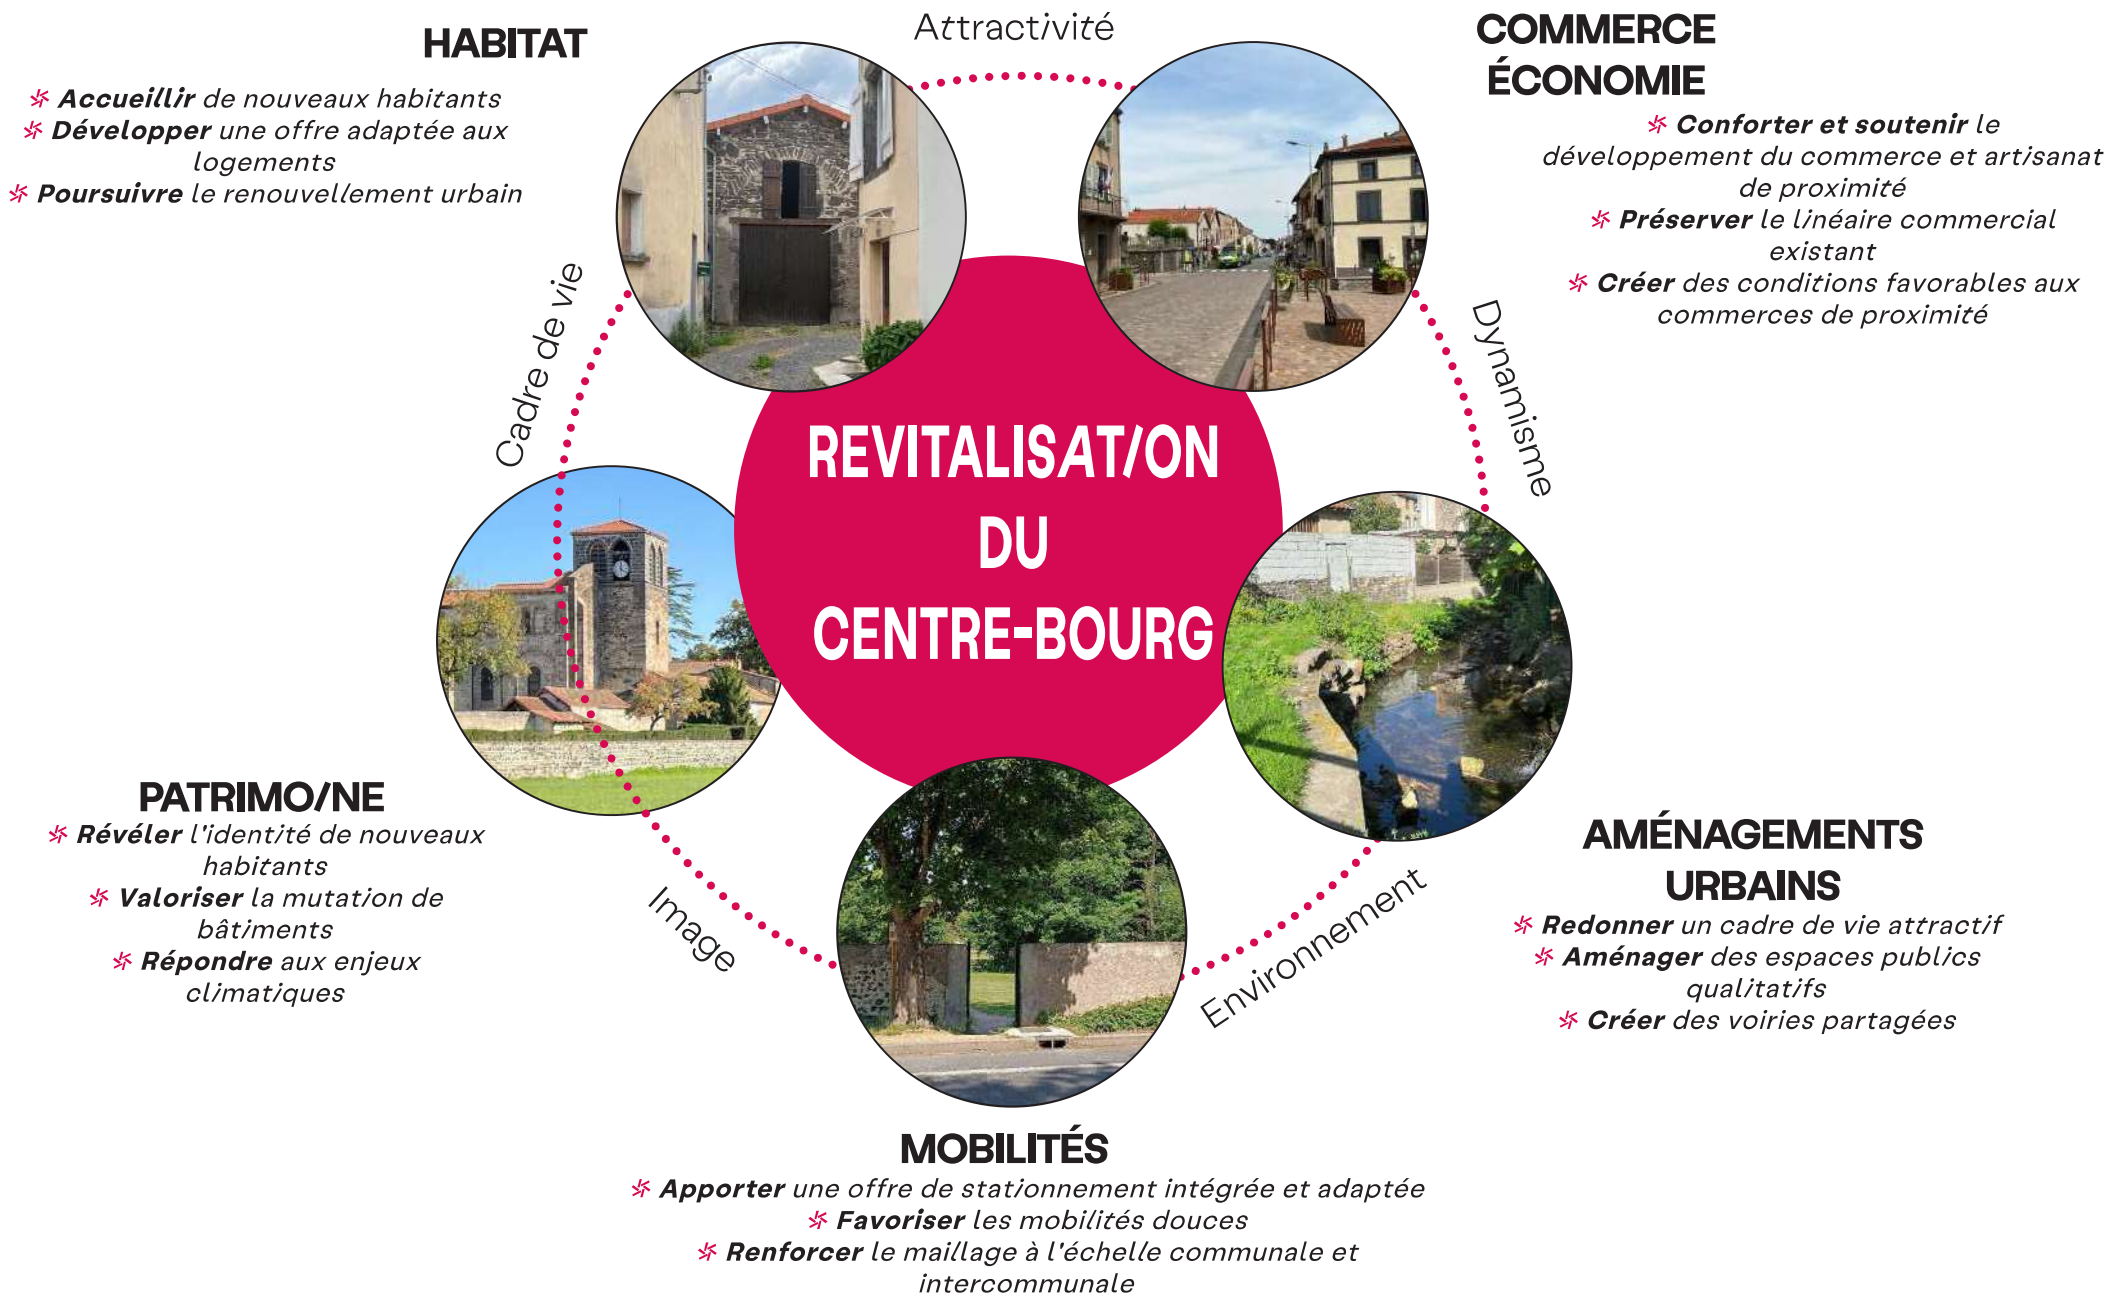 Attractivité
HABITAT
Accueillir de nouveaux habitants
Développer une offre adaptée aux
logements
Poursuivre le renouvellement urbain
COMMERCE
ÉCONOMIE
Conforter et soutenir le
développement du commerce et artisanat
de proximité
Préserver le linéaire commercial
existant
Créer des conditions favorables aux
commerces de proximité
Cadre de vie
Dynamisme
REVITALISATION
DU
CENTRE-BOURG
PATRIMOINE
Révéler l'identité de nouveaux
habitants
Valoriser la mutation de
bâtiments
Répondre aux enjeux
climatiques
Image
Environnement
AMÉNAGEMENTS
URBAINS
Redonner un cadre de vie attractif
Aménager des espaces publics
qualitatifs
Créer des voiries partagées
MOBILITÉS
Apporter une offre de stationnement intégrée et adaptée
Favoriser les mobilités douces
Renforcer le maillage à l'échelle communale et
intercommunale